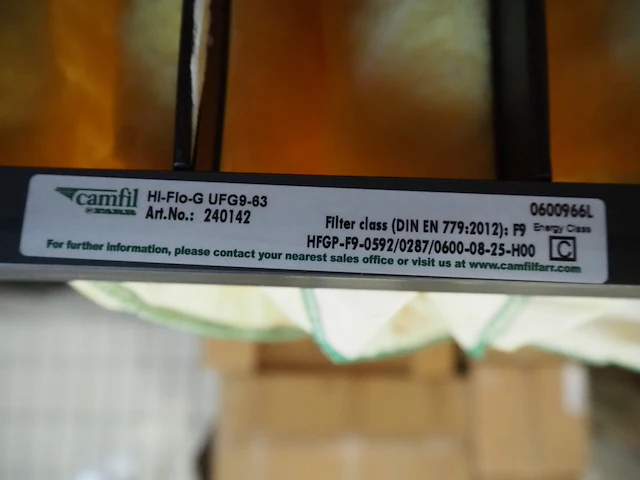 camfil
FARR
Hi-Flo-G UFG9-63
Art.No.: 240142
0600966L
Filter class (DIN EN 779:2012): F9
Energy Class
HFGP-F9-0592/0287/0600-08-25-H00
C
For further information, please contact your nearest sales office or visit us at www.camfilfarr.com